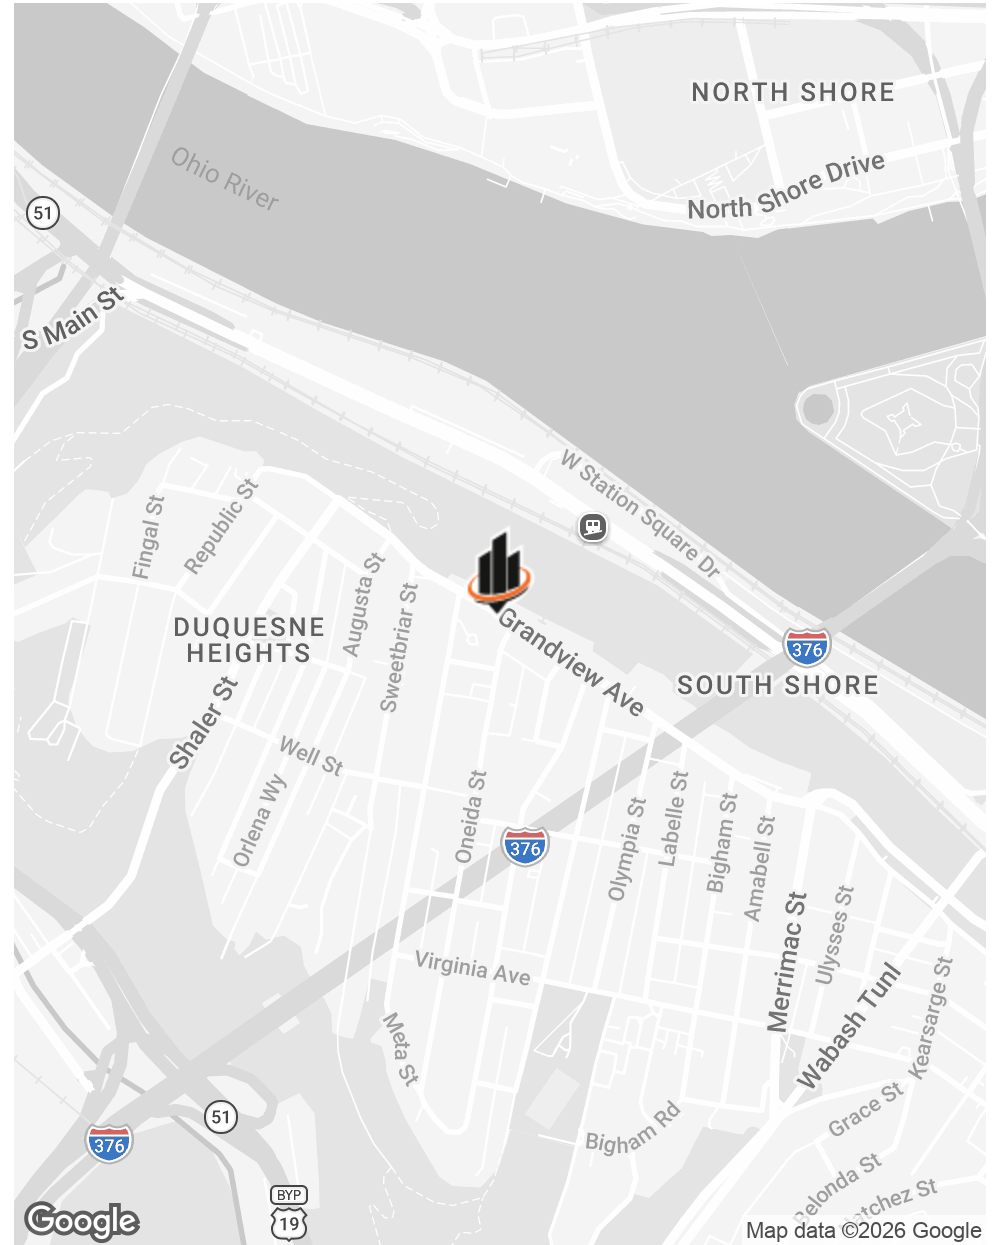 NORTH SHORE
Ohio River
North Shore Drive
51
S Main St
W Station Square Dr
Fingal St
Republic St
Augusta St
Sweetbriar St
DUQUESNE
HEIGHTS
Grandview Ave
376
SOUTH SHORE
Shaler St
Well St
Orlena Wy
Oneida St
376
Olympia St
Labelle St
Bigham St
Amabell St
Merrimac St
Ulysses St
Virginia Ave
Wabash Tunl
Kearsarge St
Meta St
Grace St
Bigham Rd
51
376
Belonda St
BYP
19
Google
Map data ©2026 Google